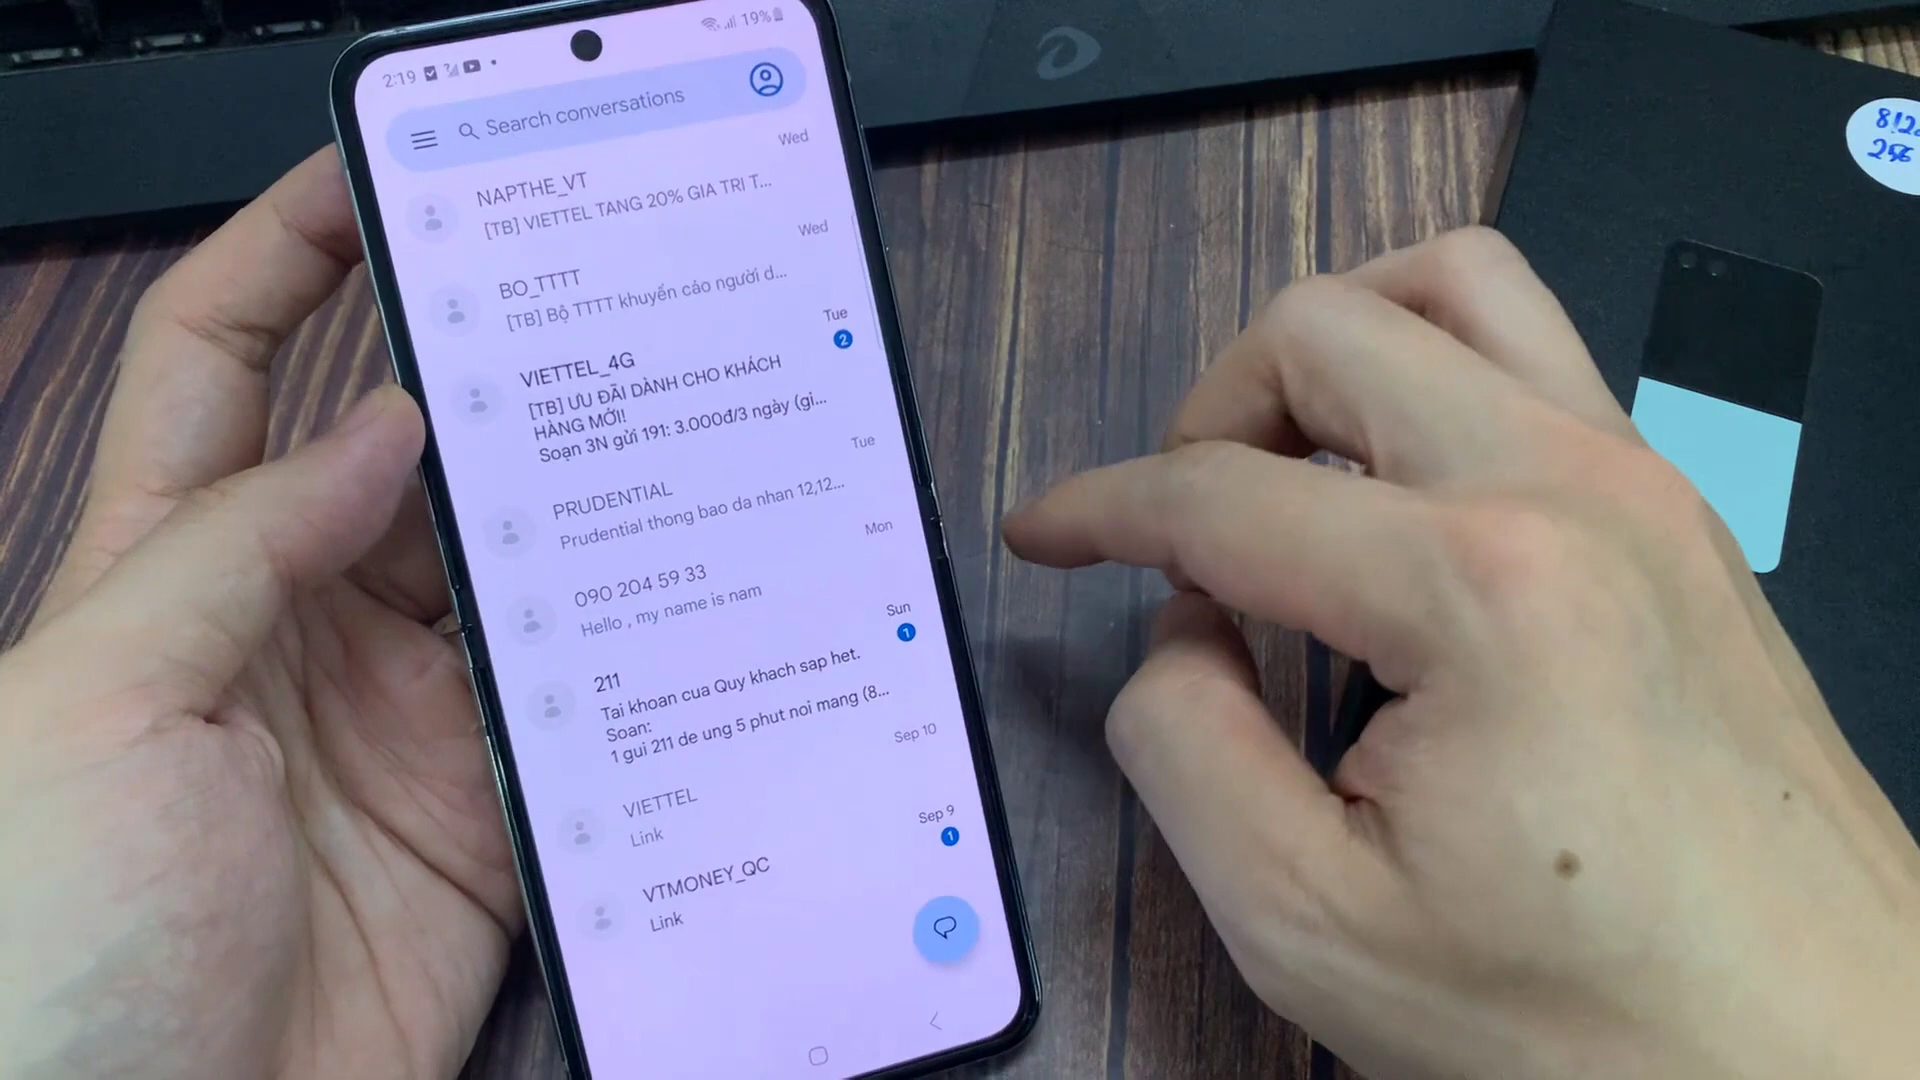 2:19
19%
Search conversations
Wed
NAPTHE_VT
[TB] VIETTEL TANG 20% GIA TRI T...
Wed
BO_TTTT
[TB] Bộ TTTT khuyến cáo người d...
Tue
2
VIETTEL_4G
[TB] ƯU ĐÃI DÀNH CHO KHÁCH
HÀNG MỚI!
Soạn 3N gửi 191: 3.000đ/3 ngày (gi...
Tue
PRUDENTIAL
Prudential thong bao da nhan 12,12...
Mon
090 204 59 33
Hello , my name is nam
Sun
1
211
Tai khoan cua Quy khach sap het.
Soan:
1 gui 211 de ung 5 phut noi mang (8...
Sep 10
VIETTEL
Link
Sep 9
1
VTMONEY_QC
Link
256